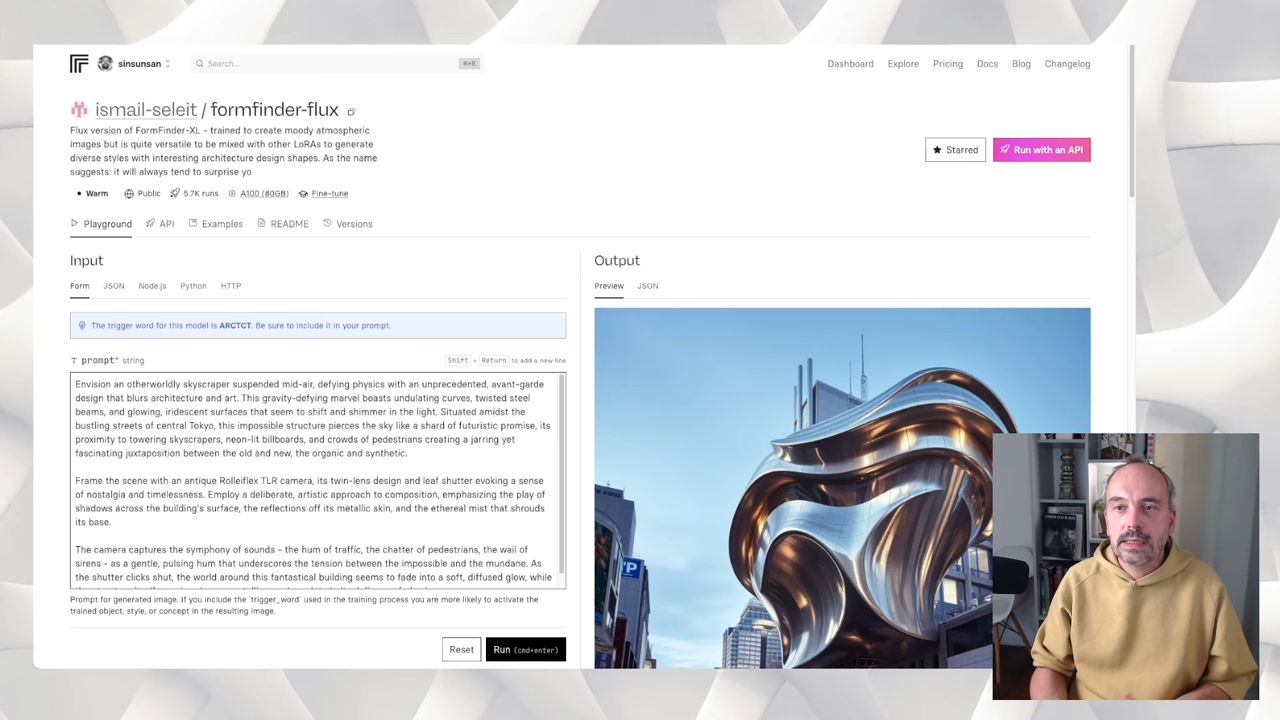 sinsunsan
Search...
⌘+K
Dashboard
Explore
Pricing
Docs
Blog
Changelog
ismail-seleit / formfinder-flux
Flux version of FormFinder-XL - trained to create moody atmospheric
images but is quite versatile to be mixed with other LoRAs to generate
diverse styles with interesting architecture design shapes. As the name
suggests: it will always tend to surprise yo
Starred
Run with an API
Warm
Public
5.7K runs
A100 (80GB)
Fine-tune
Playground
API
Examples
README
Versions
Input
Form
JSON
Node.js
Python
HTTP
The trigger word for this model is ARCTCT. Be sure to include it in your prompt.
T prompt* string
Shift + Return to add a new line
Envision an otherworldly skyscraper suspended mid-air, defying physics with an unprecedented, avant-garde
design that blurs architecture and art. This gravity-defying marvel boasts undulating curves, twisted steel
beams, and glowing, iridescent surfaces that seem to shift and shimmer in the light. Situated amidst the
bustling streets of central Tokyo, this impossible structure pierces the sky like a shard of futuristic promise, its
proximity to towering skyscrapers, neon-lit billboards, and crowds of pedestrians creating a jarring yet
fascinating juxtaposition between the old and new, the organic and synthetic.
Frame the scene with an antique Rolleiflex TLR camera, its twin-lens design and leaf shutter evoking a sense
of nostalgia and timelessness. Employ a deliberate, artistic approach to composition, emphasizing the play of
shadows across the building's surface, the reflections off its metallic skin, and the ethereal mist that shrouds
its base.
The camera captures the symphony of sounds - the hum of traffic, the chatter of pedestrians, the wail of
sirens - as a gentle, pulsing hum that underscores the tension between the impossible and the mundane. As
the shutter clicks shut, the world around this fantastical building seems to fade into a soft, diffused glow, while
Prompt for generated image. If you include the `trigger_word` used in the training process you are more likely to activate the
trained object, style, or concept in the resulting image.
Reset
Run (cmd+enter)
Output
Preview
JSON